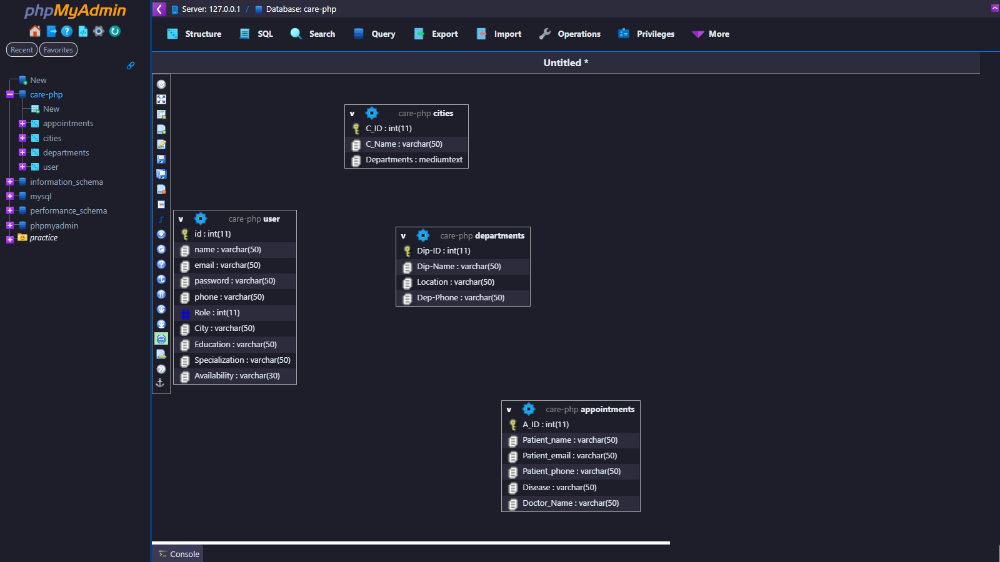 phpMyAdmin
Recent
Favorites
New
care-php
New
appointments
cities
departments
user
information_schema
mysql
performance_schema
phpmyadmin
practice
Server: 127.0.0.1 / Database: care-php
Structure
SQL
Search
Query
Export
Import
Operations
Privileges
More
Untitled *
v care-php cities
C_ID : int(11)
C_Name : varchar(50)
Departments : mediumtext
v care-php user
id : int(11)
name : varchar(50)
email : varchar(50)
password : varchar(50)
phone : varchar(50)
# Role : int(11)
City : varchar(50)
Education : varchar(50)
Specialization : varchar(50)
Availability : varchar(30)
v care-php departments
Dip-ID : int(11)
Dip-Name : varchar(50)
Location : varchar(50)
Dep-Phone : varchar(50)
v care-php appointments
A_ID : int(11)
Patient_name : varchar(50)
Patient_email : varchar(50)
Patient_phone : varchar(50)
Disease : varchar(50)
Doctor_Name : varchar(50)
Console